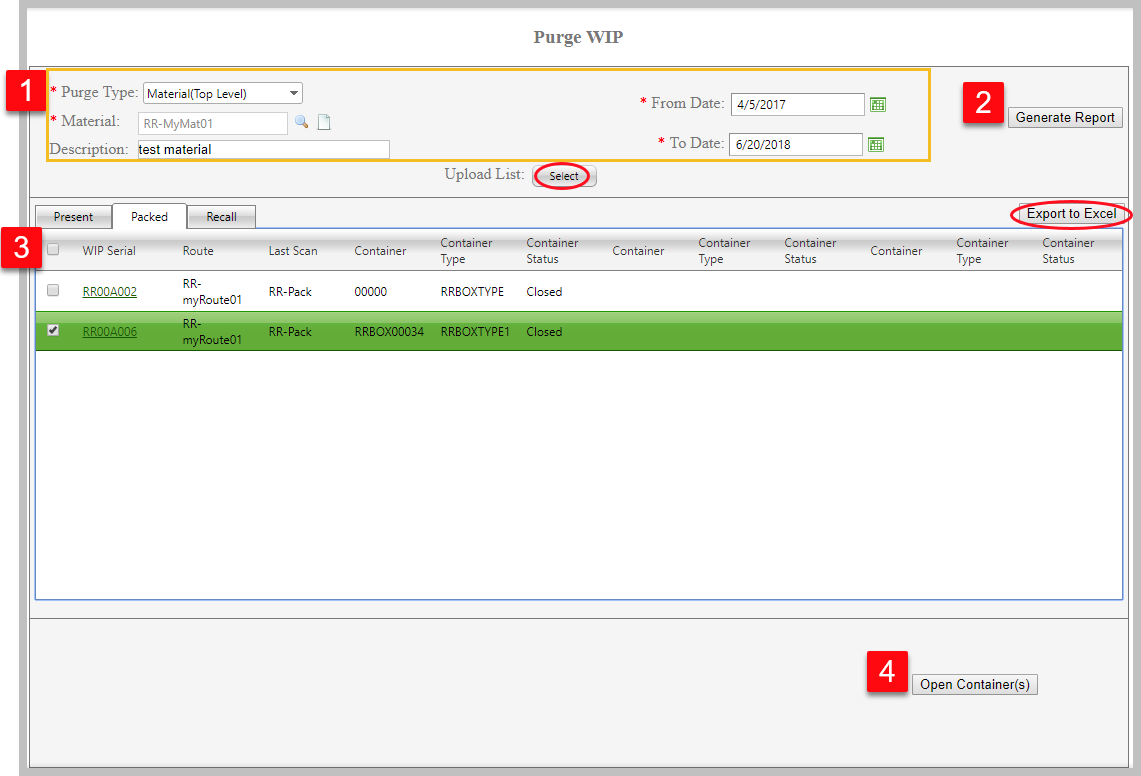 Purge WIP
1
* Purge Type: Material(Top Level)
* From Date: 4/5/2017
2
Generate Report
* Material: RR-MyMat01
* To Date: 6/20/2018
Description: test material
Upload List: Select
Present Packed Recall
Export to Excel
3
WIP Serial Route Last Scan Container Container Type Container Status Container Container Type Container Status Container Container Type Container Status
RR00A002 RR-myRoute01 RR-Pack 00000 RRBOXTYPE Closed
RR00A006 RR-myRoute01 RR-Pack RRBOX00034 RRBOXTYPE1 Closed
4
Open Container(s)